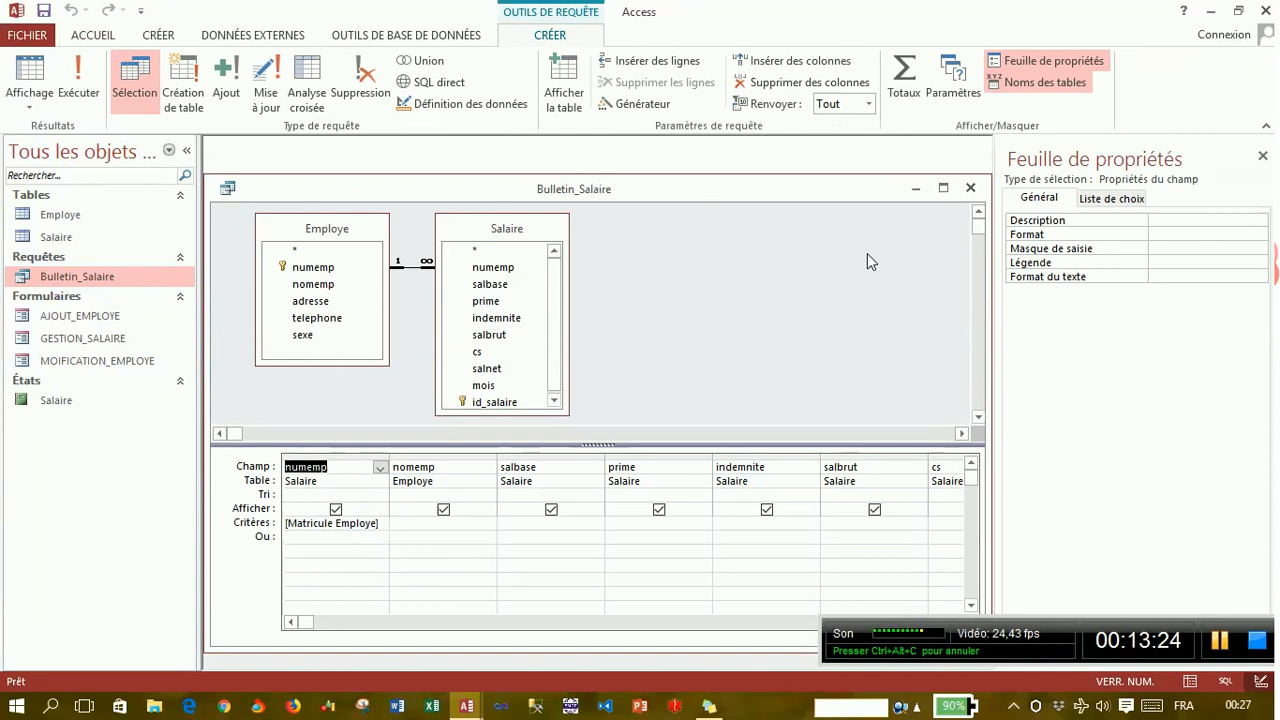 OUTILS DE REQUÊTE Access ?
FICHIER ACCUEIL CRÉER DONNÉES EXTERNES OUTILS DE BASE DE DONNÉES CRÉER Connexion
Affichage Exécuter Sélection Création de table Ajout Mise à jour Analyse croisée Suppression
Union
SQL direct
Définition des données
Afficher la table
Insérer des lignes
Supprimer les lignes
Générateur
Insérer des colonnes
Supprimer des colonnes
Renvoyer : Tout
Totaux Paramètres
Feuille de propriétés
Noms des tables
Résultats Type de requête Paramètres de requête Afficher/Masquer
Tous les objets ...
Rechercher...
Tables
Employe
Salaire
Requêtes
Bulletin_Salaire
Formulaires
AJOUT_EMPLOYE
GESTION_SALAIRE
MOIFICATION_EMPLOYE
États
Salaire
Bulletin_Salaire
Employe
*
numemp
nomemp
adresse
telephone
sexe
1 ∞
Salaire
*
numemp
salbase
prime
indemnite
salbrut
cs
salnet
mois
id_salaire
Champ : numemp nomemp salbase prime indemnite salbrut cs
Table : Salaire Employe Salaire Salaire Salaire Salaire Salaire
Tri :
Afficher :
Critères : [Matricule Employe]
Ou :
Feuille de propriétés
Type de sélection : Propriétés du champ
Général Liste de choix
Description
Format
Masque de saisie
Légende
Format du texte
Son Vidéo: 24,43 fps 00:13:24
Presser Ctrl+Alt+C pour annuler
Prêt VERR. NUM. SQL
90% FRA 00:27